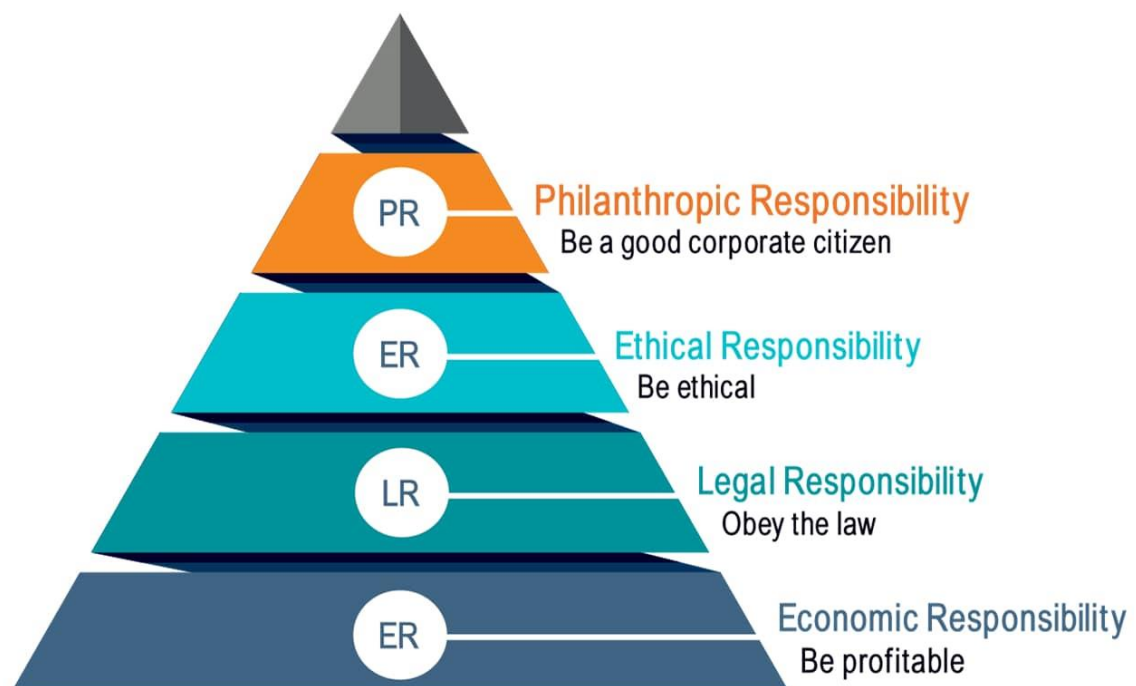 PR
Philanthropic Responsibility
Be a good corporate citizen
ER
Ethical Responsibility
Be ethical
LR
Legal Responsibility
Obey the law
ER
Economic Responsibility
Be profitable